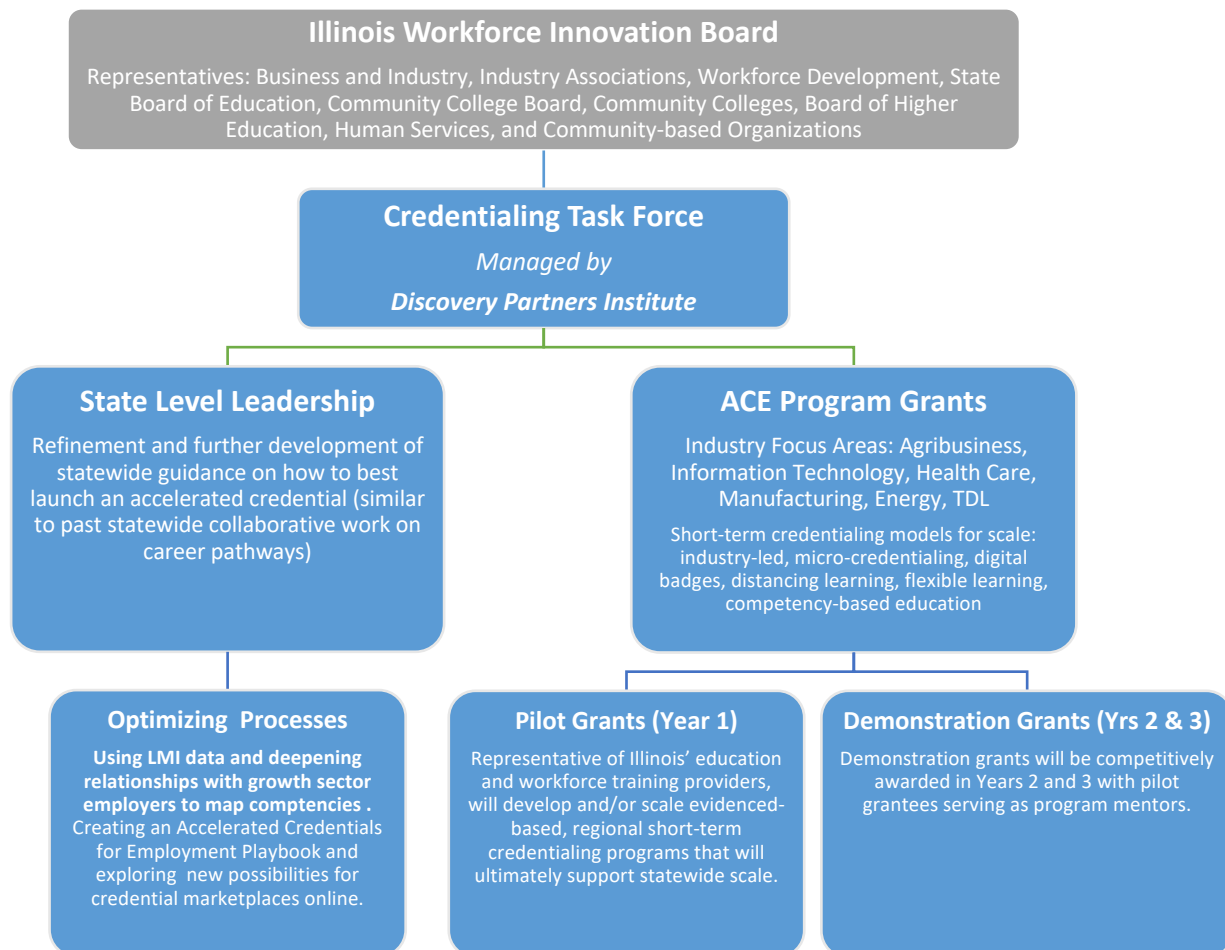 Illinois Workforce Innovation Board
Representatives: Business and Industry, Industry Associations, Workforce Development, State
Board of Education, Community College Board, Community Colleges, Board of Higher
Education, Human Services, and Community-based Organizations
Credentialing Task Force
Managed by
Discovery Partners Institute
State Level Leadership
Refinement and further development of
statewide guidance on how to best
launch an accelerated credential (similar
to past statewide collaborative work on
career pathways)
ACE Program Grants
Industry Focus Areas: Agribusiness,
Information Technology, Health Care,
Manufacturing, Energy, TDL
Short-term credentialing models for scale:
industry-led, micro-credentialing, digital
badges, distancing learning, flexible learning,
competency-based education
Optimizing Processes
Using LMI data and deepening
relationships with growth sector
employers to map comptencies .
Creating an Accelerated Credentials
for Employment Playbook and
exploring new possibilities for
credential marketplaces online.
Pilot Grants (Year 1)
Representative of Illinois' education
and workforce training providers,
will develop and/or scale evidenced-
based, regional short-term
credentialing programs that will
ultimately support statewide scale.
Demonstration Grants (Yrs 2 & 3)
Demonstration grants will be competitively
awarded in Years 2 and 3 with pilot
grantees serving as program mentors.